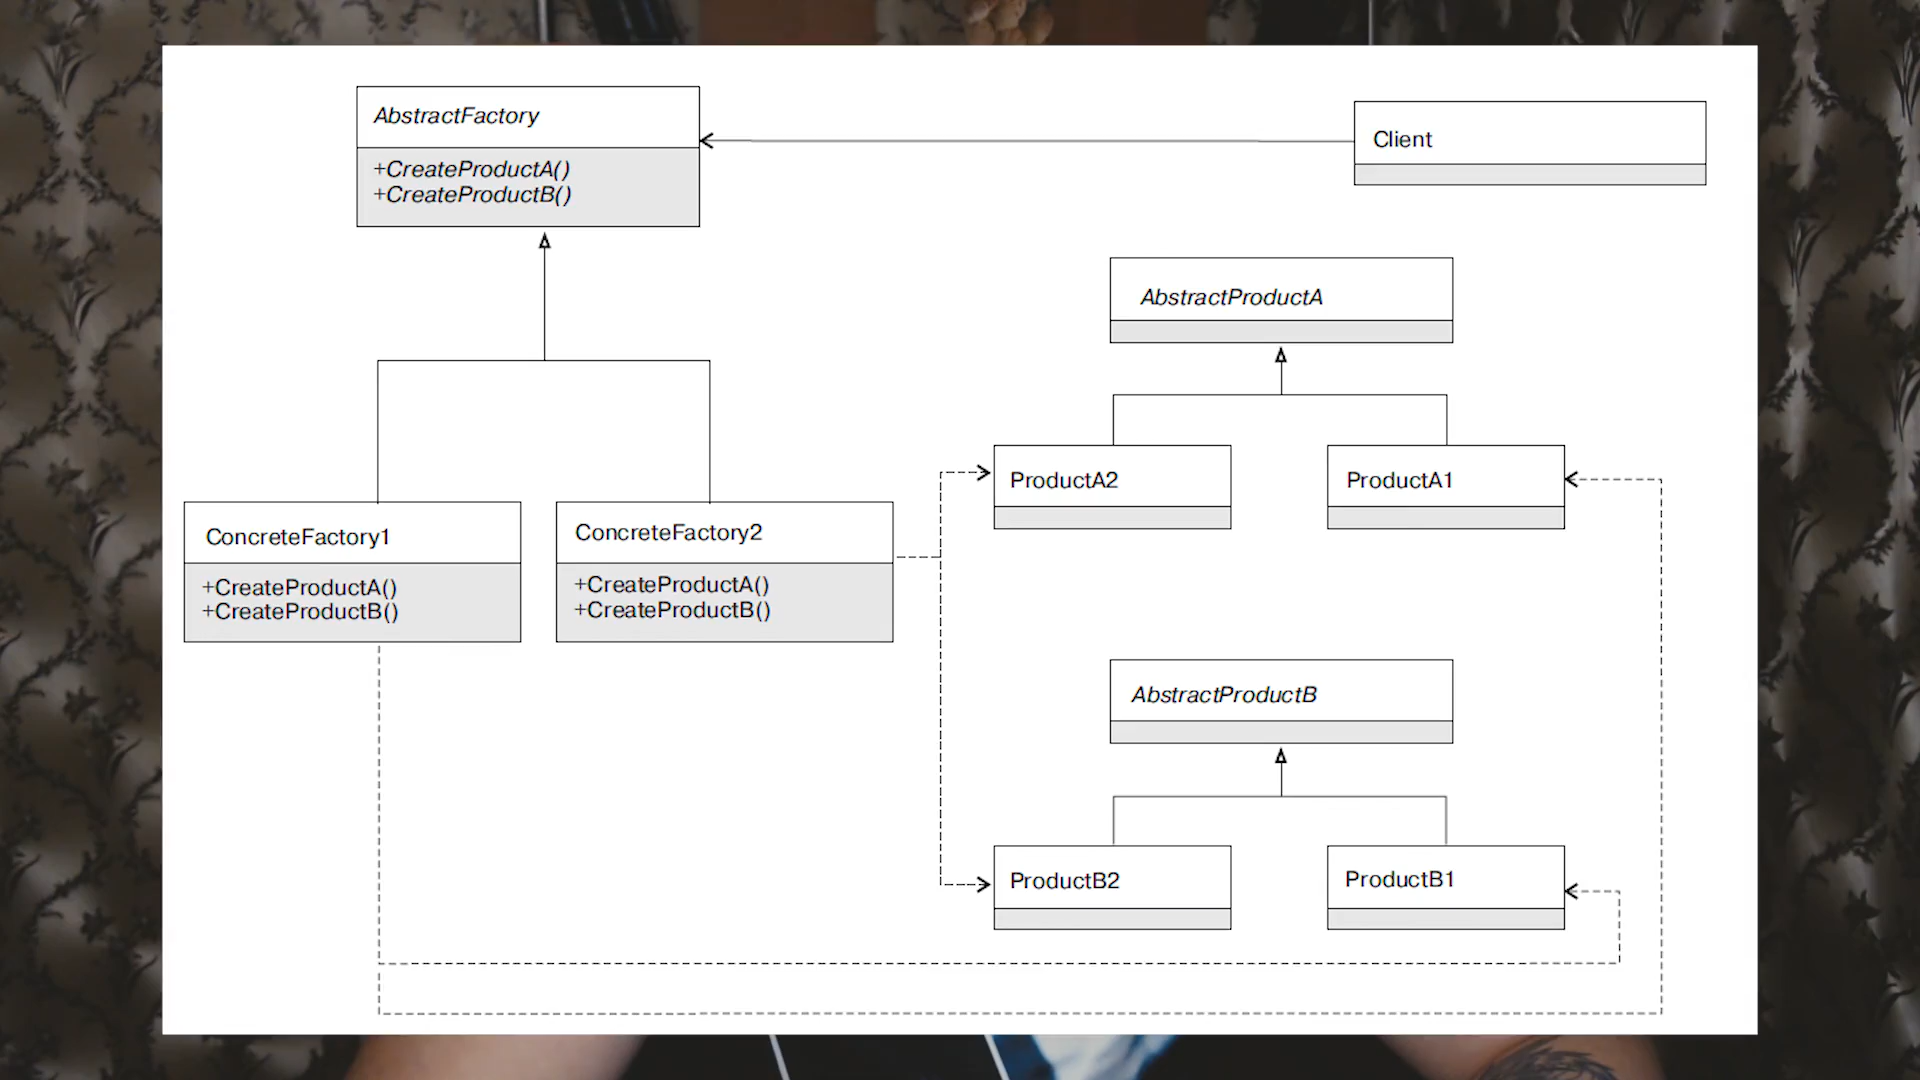 AbstractFactory
+CreateProductA()
+CreateProductB()
Client
AbstractProductA
ProductA2
ProductA1
ConcreteFactory1
+CreateProductA()
+CreateProductB()
ConcreteFactory2
+CreateProductA()
+CreateProductB()
AbstractProductB
ProductB2
ProductB1